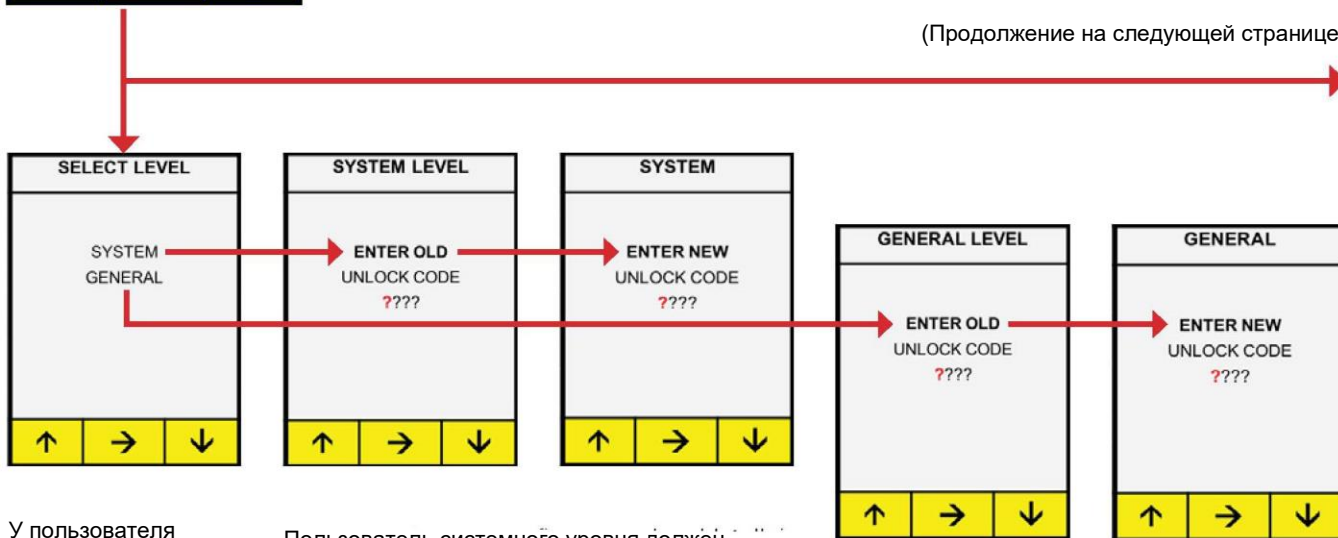 (Продолжение на следующей странице
SELECT LEVEL
SYSTEM
GENERAL
SYSTEM LEVEL
ENTER OLD
UNLOCK CODE
????
SYSTEM
ENTER NEW
UNLOCK CODE
????
GENERAL LEVEL
ENTER OLD
UNLOCK CODE
????
GENERAL
ENTER NEW
UNLOCK CODE
????
У пользователя
Пользователь системного уровня должен